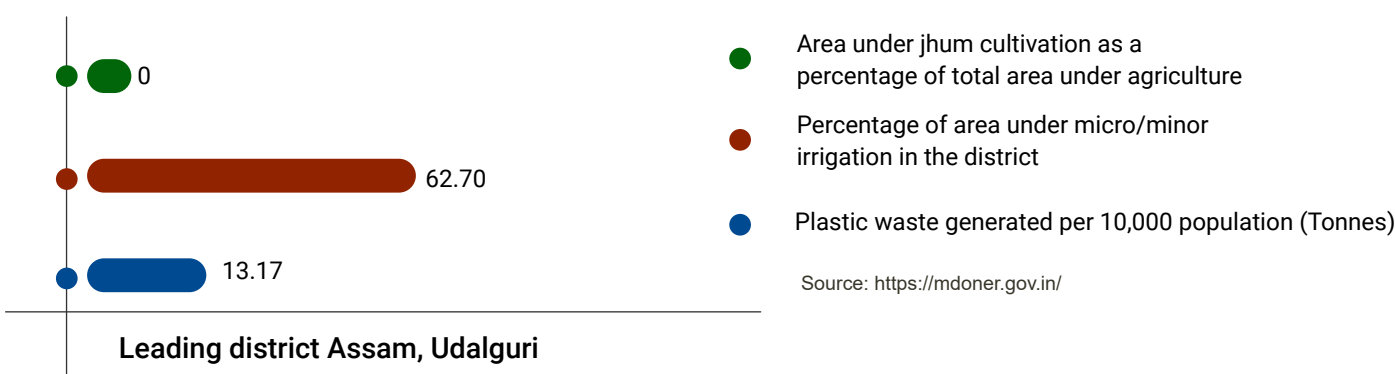 0
62.70
13.17
Leading district Assam, Udalguri
Area under jhum cultivation as a
percentage of total area under agriculture
Percentage of area under micro/minor
irrigation in the district
Plastic waste generated per 10,000 population (Tonnes)
Source: https://mdoner.gov.in/